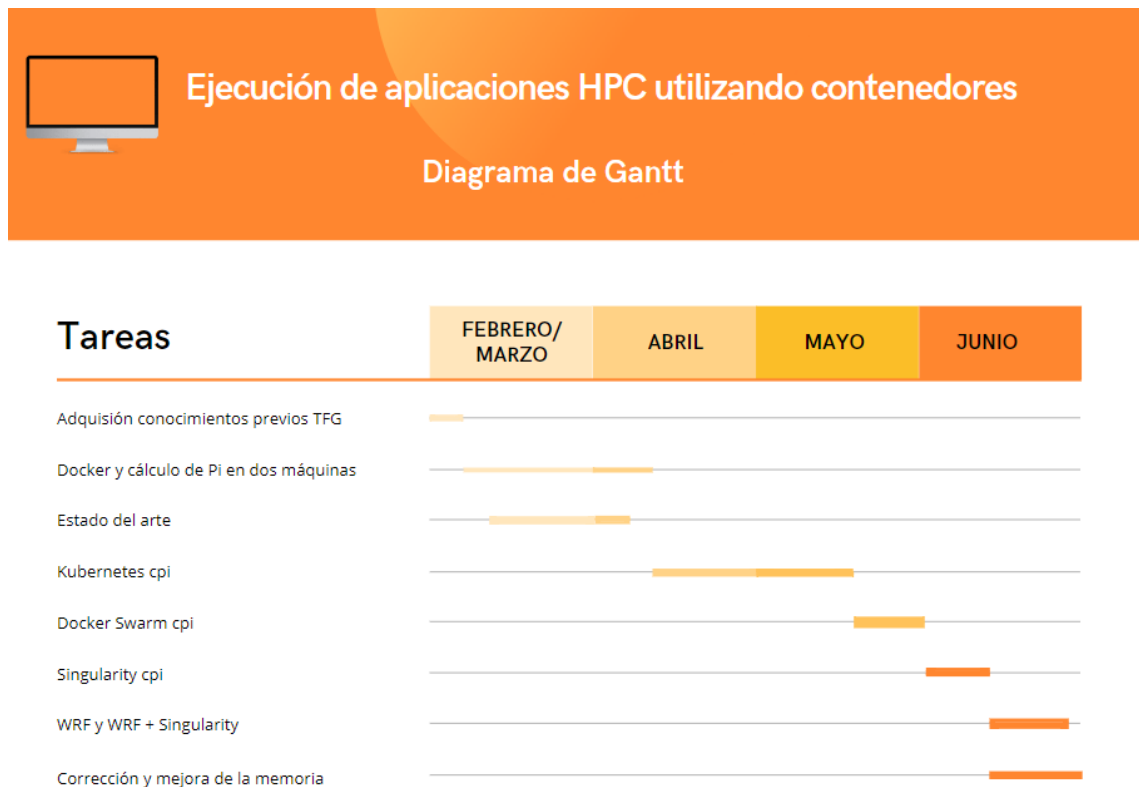 Ejecución de aplicaciones HPC utilizando contenedores
Diagrama de Gantt
Tareas
FEBRERO/
MARZO
ABRIL
MAYO
JUNIO
Adquisión conocimientos previos TFG
Docker y cálculo de Pi en dos máquinas
Estado del arte
Kubernetes cpi
Docker Swarm cpi
Singularity cpi
WRF y WRF + Singularity
Corrección y mejora de la memoria